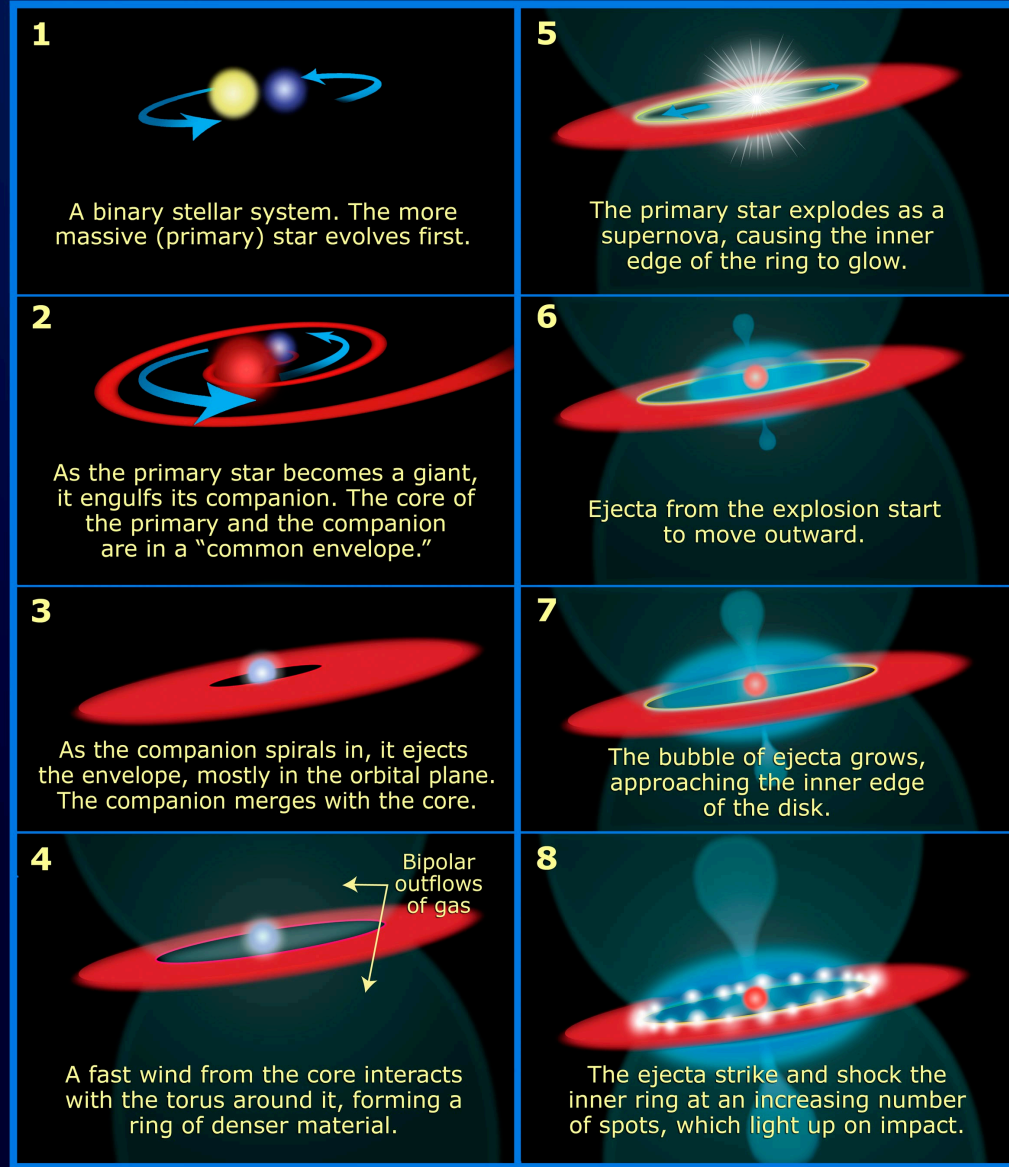 1
A binary stellar system. The more
massive (primary) star evolves first.
2
As the primary star becomes a giant,
it engulfs its companion. The core of
the primary and the companion
are in a “common envelope.”
3
As the companion spirals in, it ejects
the envelope, mostly in the orbital plane.
The companion merges with the core.
4
Bipolar
outflows
of gas
A fast wind from the core interacts
with the torus around it, forming a
ring of denser material.
5
The primary star explodes as a
supernova, causing the inner
edge of the ring to glow.
6
Ejecta from the explosion start
to move outward.
7
The bubble of ejecta grows,
approaching the inner edge
of the disk.
8
The ejecta strike and shock the
inner ring at an increasing number
of spots, which light up on impact.